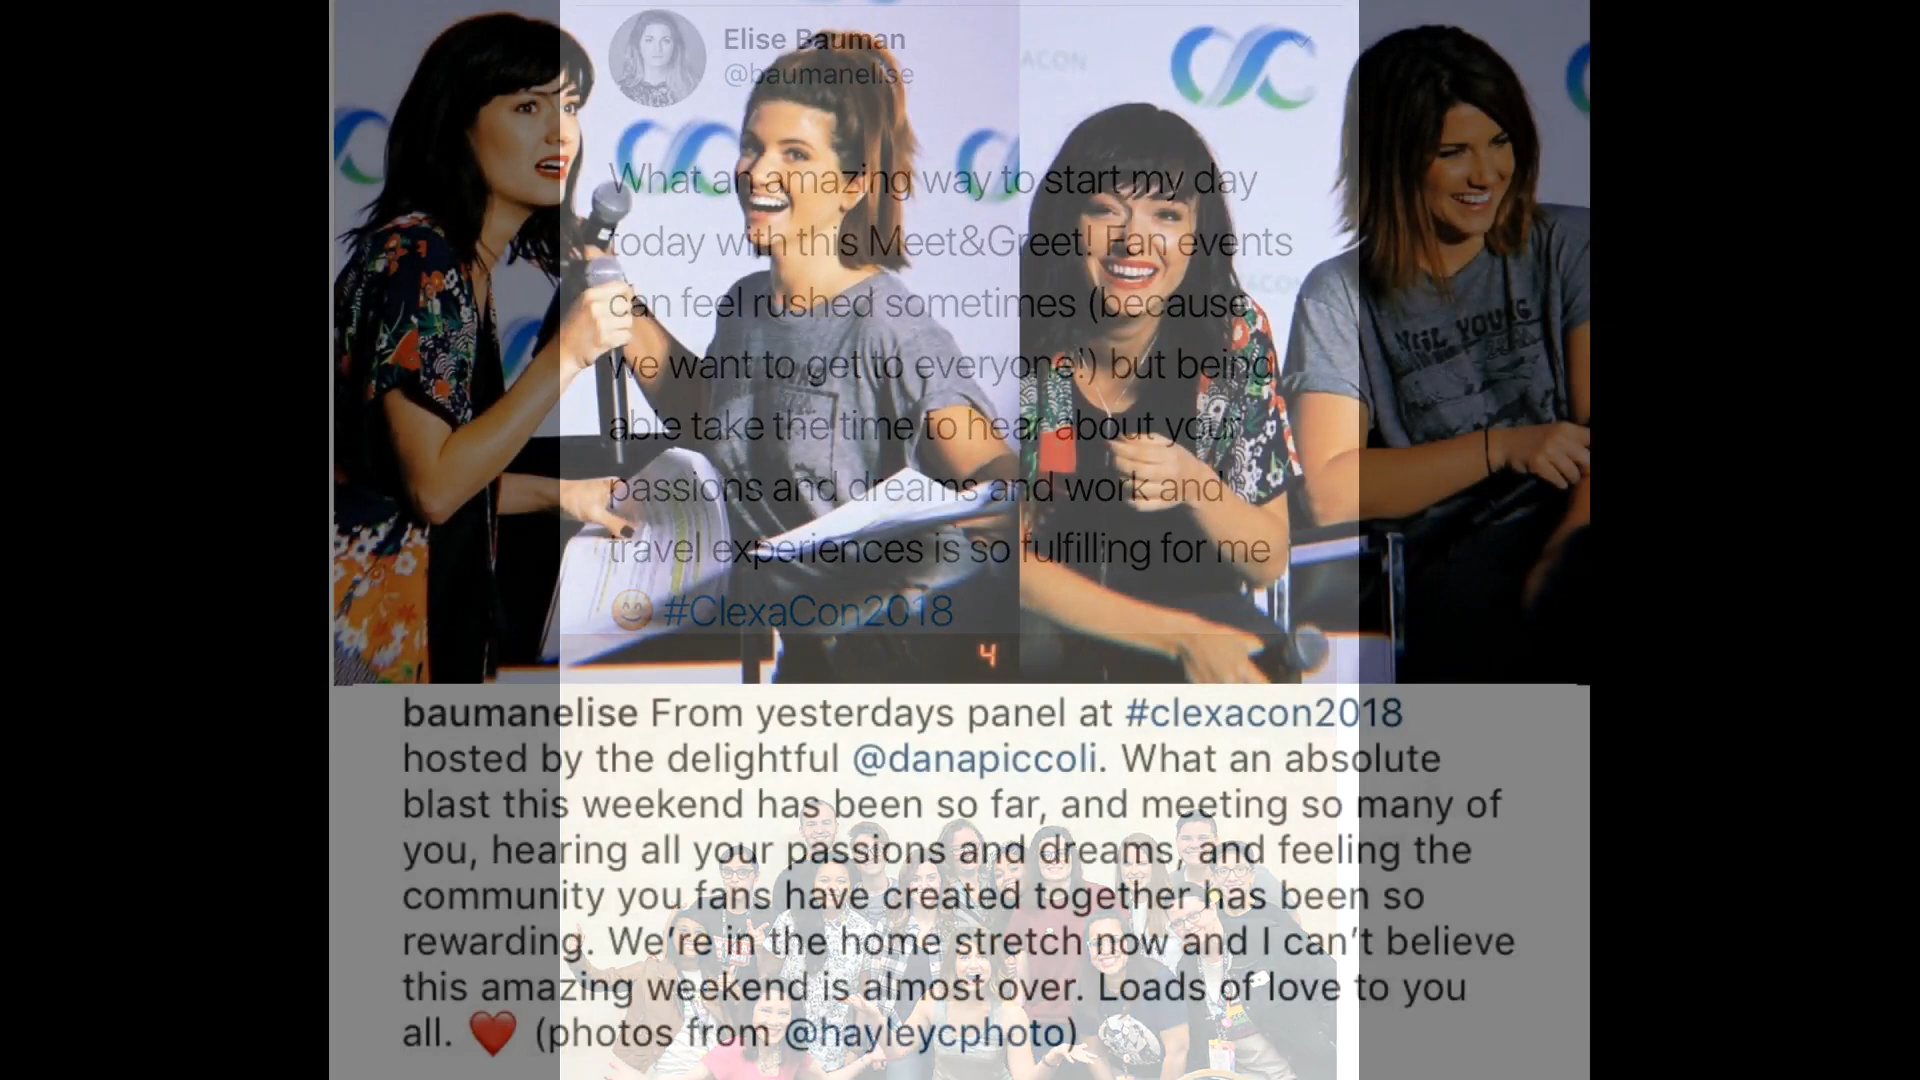 Elise Bauman
@baumanelise
What an amazing way to start my day
today with this Meet&Greet! Fan events
can feel rushed sometimes (because
we want to get to everyone!) but being
able take the time to hear about your
passions and dreams and work and
travel experiences is so fulfilling for me
😊 #ClexaCon2018
ACON
ACON
NEIL YOUNG
4
baumanelise From yesterdays panel at #clexacon2018
hosted by the delightful @danapiccoli. What an absolute
blast this weekend has been so far, and meeting so many of
you, hearing all your passions and dreams, and feeling the
community you fans have created together has been so
rewarding. We’re in the home stretch now and I can’t believe
this amazing weekend is almost over. Loads of love to you
all. ❤️ (photos from @hayleycphoto)